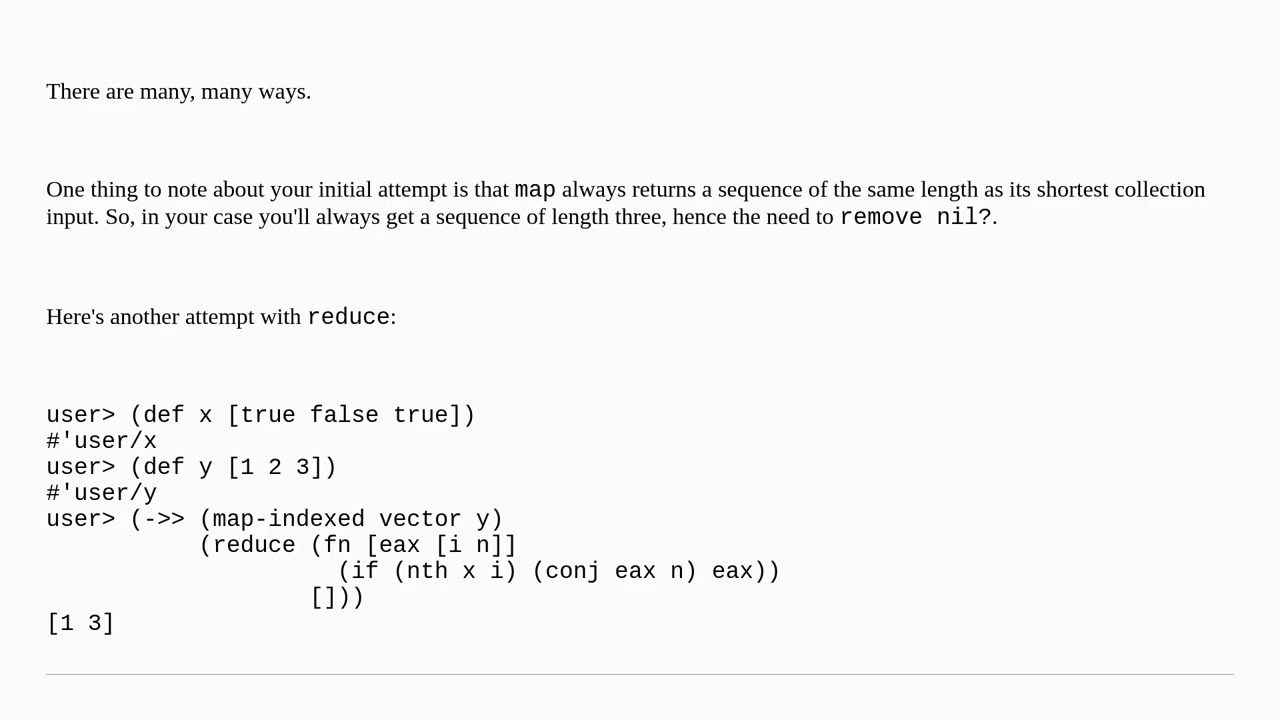 There are many, many ways.
One thing to note about your initial attempt is that map always returns a sequence of the same length as its shortest collection
input. So, in your case you'll always get a sequence of length three, hence the need to remove nil?.
Here's another attempt with reduce:
user> (def x [true false true])
#'user/x
user> (def y [1 2 3])
#'user/y
user> (->> (map-indexed vector y)
           (reduce (fn [eax [i n]]
                     (if (nth x i) (conj eax n) eax))
                   []))
[1 3]